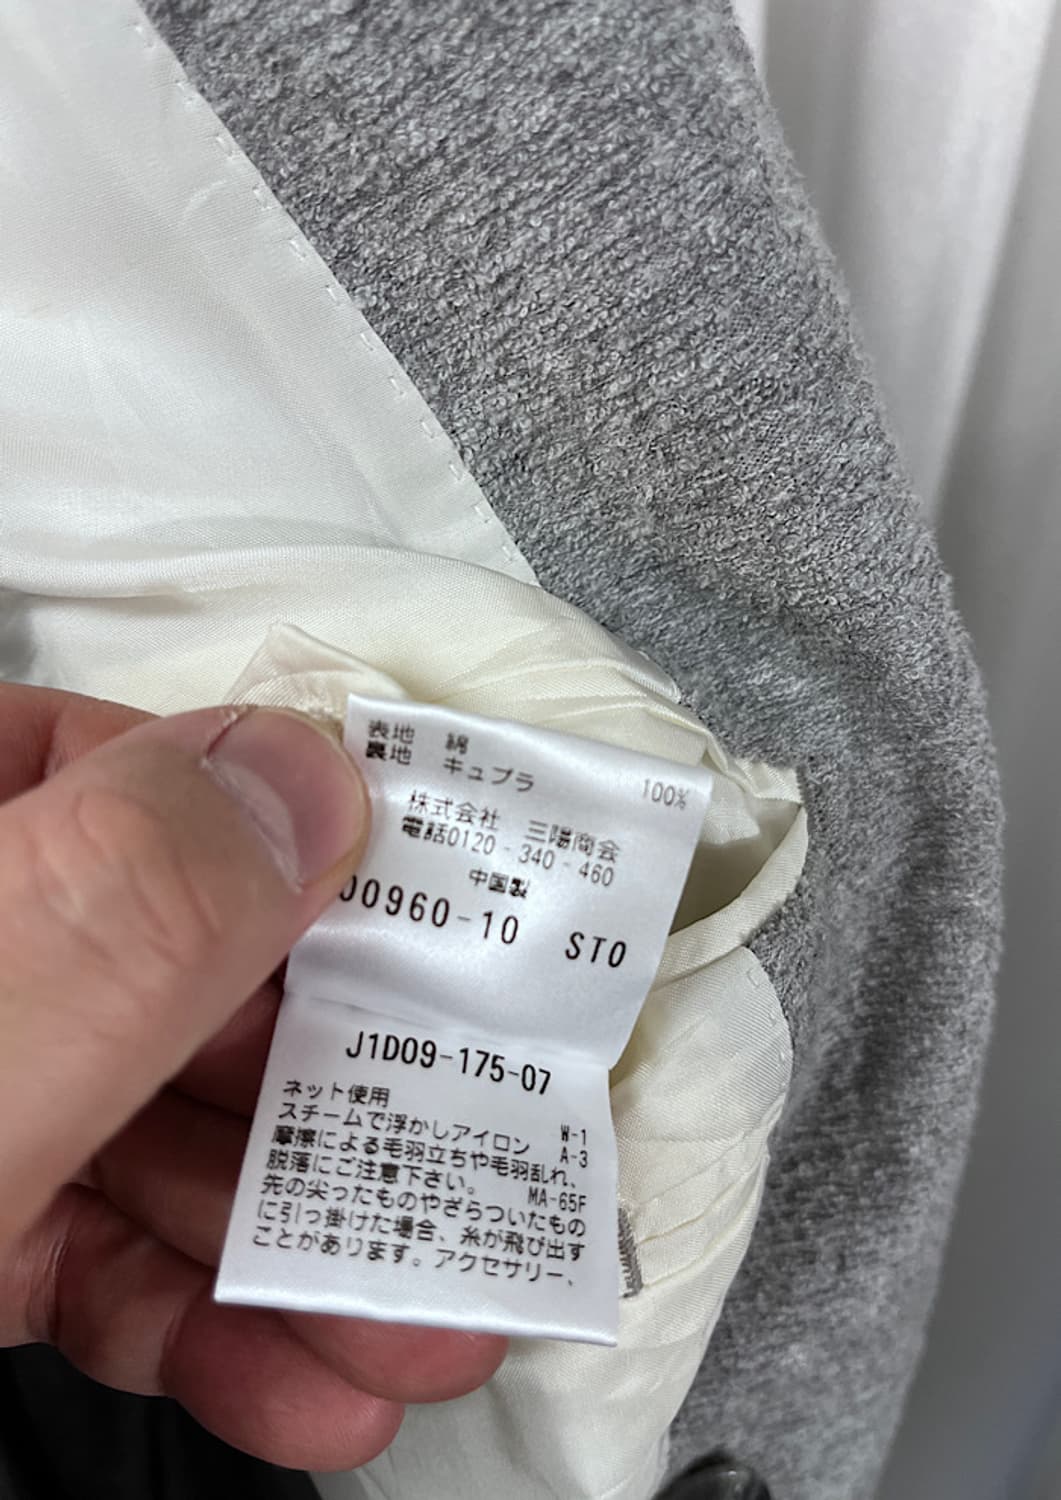 表地 綿
裏地 キュプラ 100%
株式会社 三陽商会
電話0120-340-460
中国製
00960-10 STO
J1D09-175-07
ネット使用
スチームで浮かしアイロン W-1
摩擦による毛羽立ちや毛羽乱れ、 A-3
脱落にご注意下さい。 MA-65F
先の尖ったものやざらついたもの
に引っ掛けた場合、糸が飛び出す
ことがあります。アクセサリー、